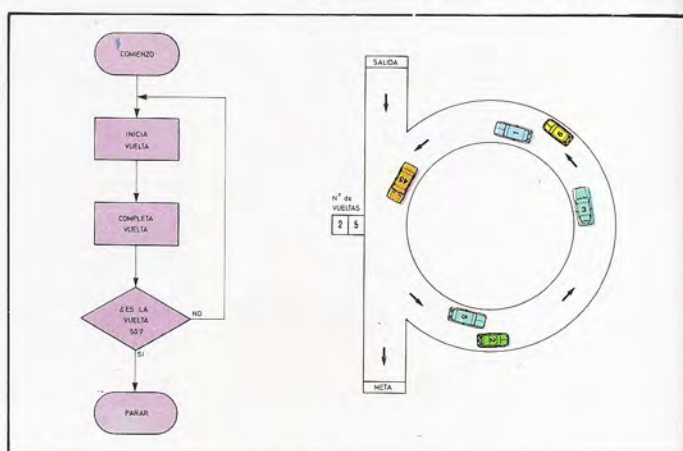 COMIENZO
INICIA
VUELTA
COMPLETA
VUELTA
¿ES LA
VUELTA
50?
NO
SI
PARAR
SALIDA
Nº de
VUELTAS
2 5
META